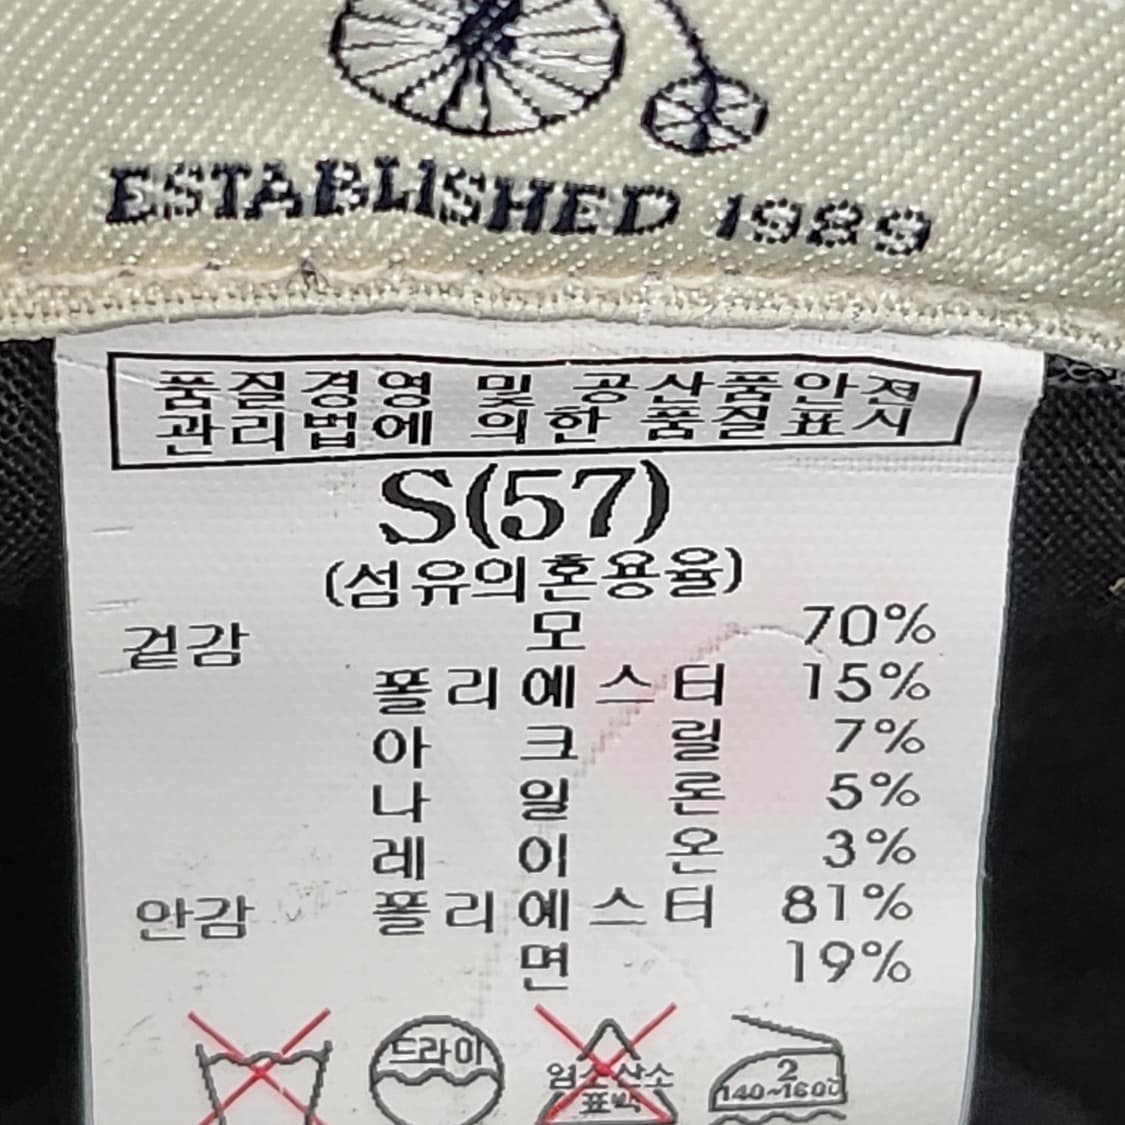 ESTABLISHED 1989
품질경영 및 공산품안전
관리법에 의한 품질표시
S(57)
(섬유의혼용율)
겉감 모 70%
폴리에스터 15%
아크릴 7%
나일론 5%
레이온 3%
안감 폴리에스터 81%
면 19%
드라이
염소산소
표백
2
140~160℃